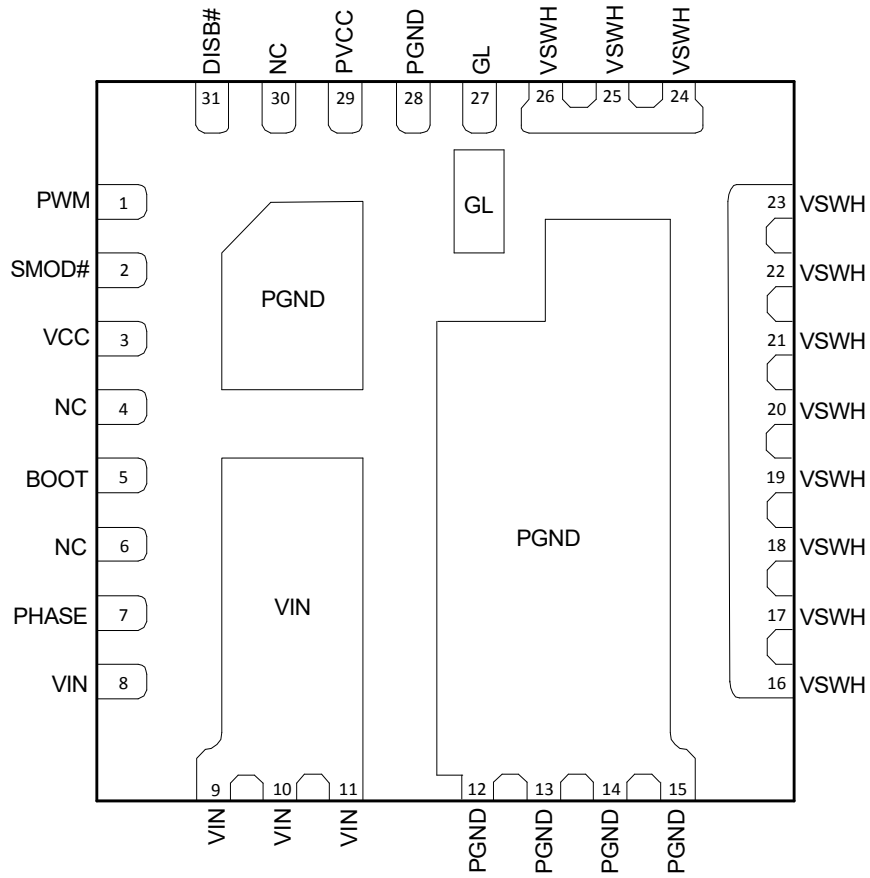 DISB#
NC
PVCC
PGND
GL
VSWH
VSWH
VSWH
31
30
29
28
27
26
25
24
PWM
1
SMOD#
2
VCC
3
NC
4
BOOT
5
NC
6
PHASE
7
VIN
8
GL
PGND
PGND
VIN
23 VSWH
22 VSWH
21 VSWH
20 VSWH
19 VSWH
18 VSWH
17 VSWH
16 VSWH
9
10
11
12
13
14
15
VIN
VIN
VIN
PGND
PGND
PGND
PGND